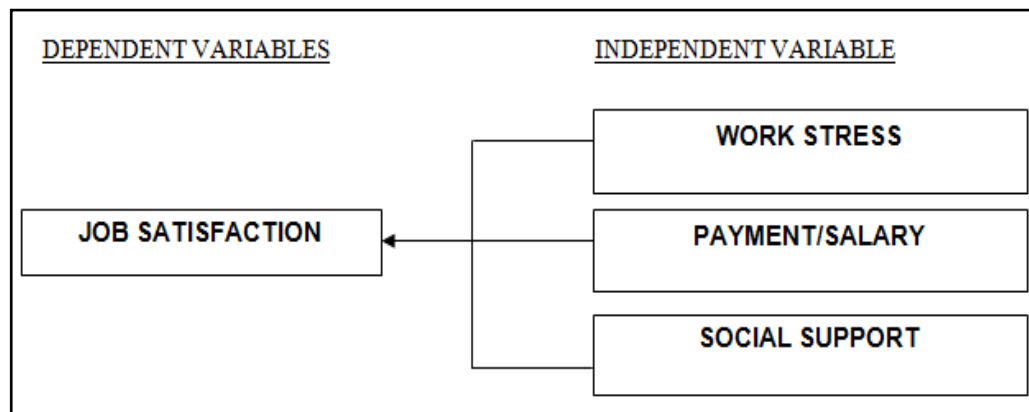 DEPENDENT VARIABLES
INDEPENDENT VARIABLE
WORK STRESS
JOB SATISFACTION
PAYMENT/SALARY
SOCIAL SUPPORT